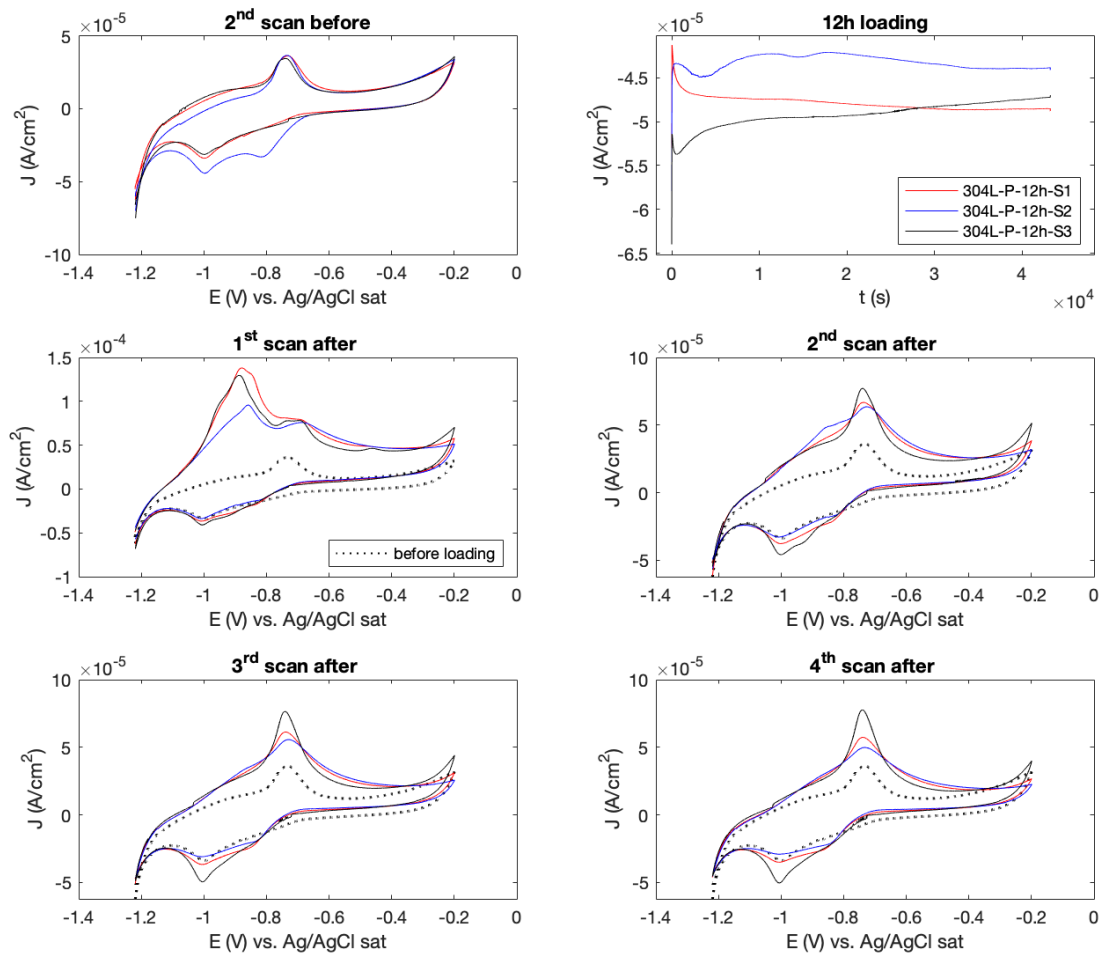 2nd scan before
×10-5
5
0
-5
-10
-1.4 -1.2 -1 -0.8 -0.6 -0.4 -0.2 0
J (A/cm2)
E (V) vs. Ag/AgCl sat
12h loading
×10-5
-4.5
-5
-5.5
-6
-6.5
0 1 2 3 4
×104
J (A/cm2)
t (s)
304L-P-12h-S1
304L-P-12h-S2
304L-P-12h-S3
1st scan after
×10-4
1.5
1
0.5
0
-0.5
-1
-1.4 -1.2 -1 -0.8 -0.6 -0.4 -0.2 0
J (A/cm2)
E (V) vs. Ag/AgCl sat
before loading
2nd scan after
×10-5
10
5
0
-5
-1.4 -1.2 -1 -0.8 -0.6 -0.4 -0.2 0
J (A/cm2)
E (V) vs. Ag/AgCl sat
3rd scan after
×10-5
10
5
0
-5
-1.4 -1.2 -1 -0.8 -0.6 -0.4 -0.2 0
J (A/cm2)
E (V) vs. Ag/AgCl sat
4th scan after
×10-5
10
5
0
-5
-1.4 -1.2 -1 -0.8 -0.6 -0.4 -0.2 0
J (A/cm2)
E (V) vs. Ag/AgCl sat